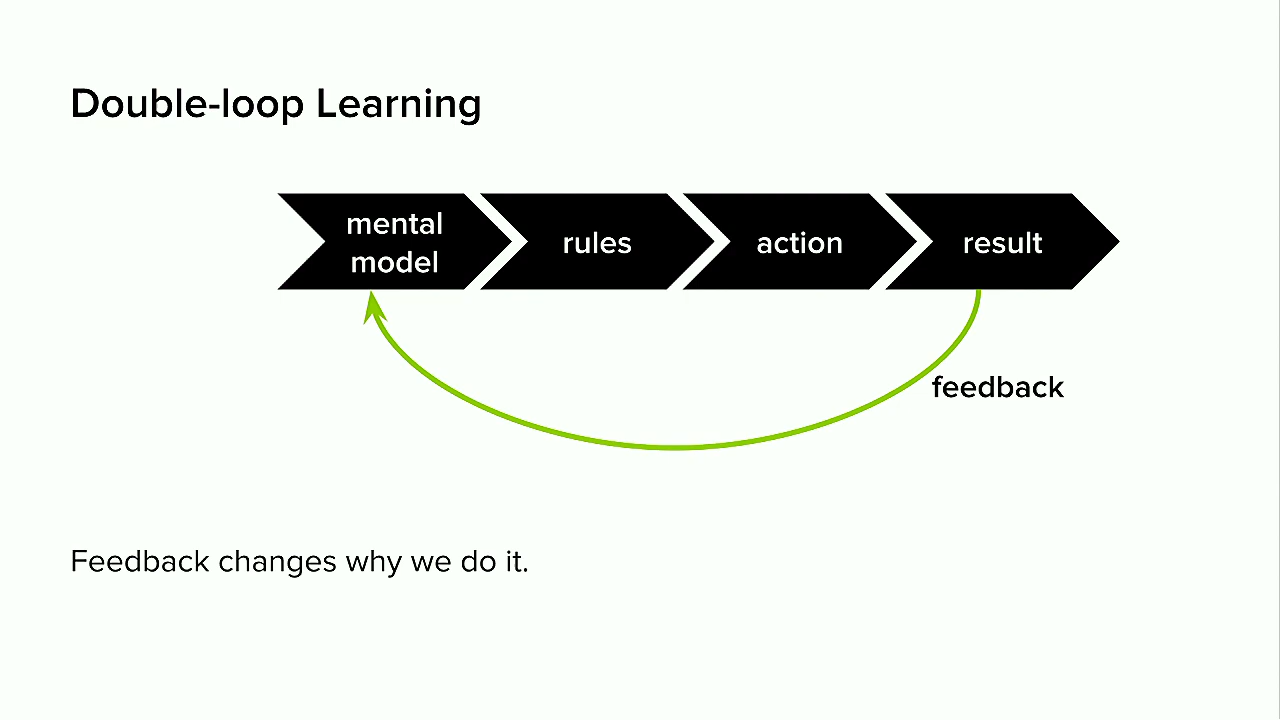 Double-loop Learning
mental
model
rules
action
result
feedback
Feedback changes why we do it.